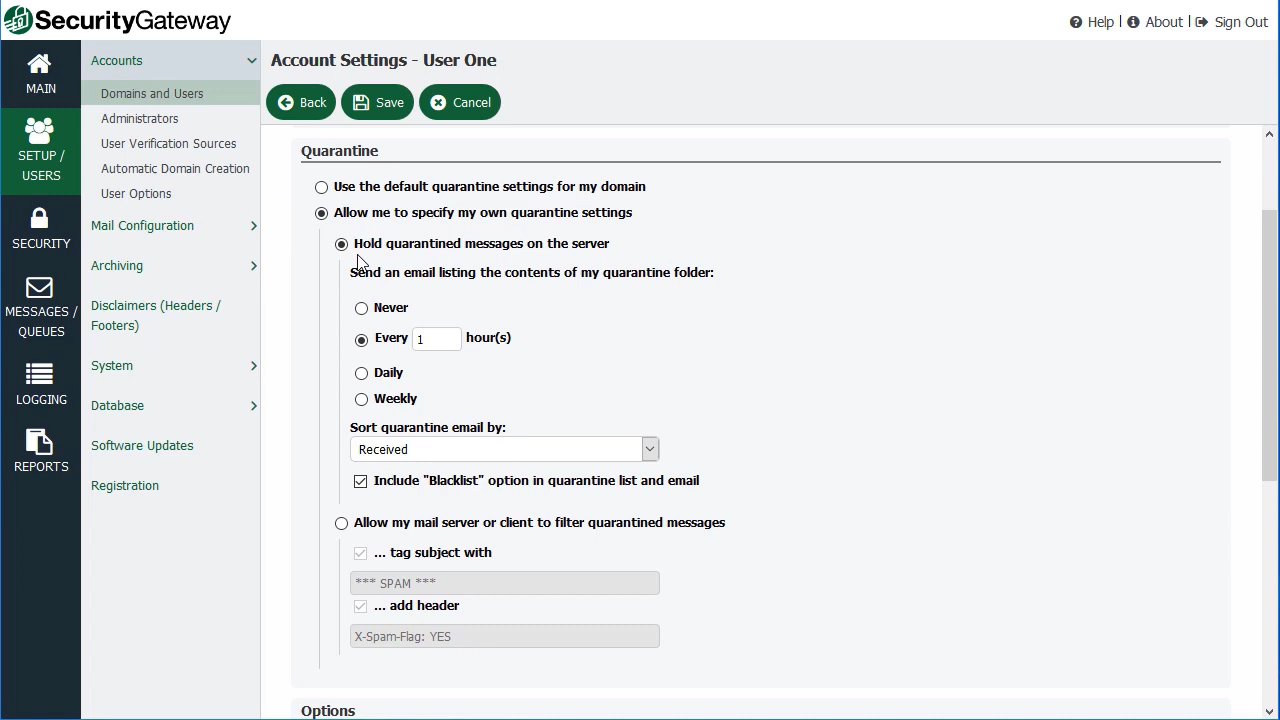 SecurityGateway
Help | About | Sign Out
MAIN
SETUP /
USERS
SECURITY
MESSAGES /
QUEUES
LOGGING
REPORTS
Accounts
Domains and Users
Administrators
User Verification Sources
Automatic Domain Creation
User Options
Mail Configuration
Archiving
Disclaimers (Headers /
Footers)
System
Database
Software Updates
Registration
Account Settings - User One
Back Save Cancel
Quarantine
Use the default quarantine settings for my domain
Allow me to specify my own quarantine settings
Hold quarantined messages on the server
Send an email listing the contents of my quarantine folder:
Never
Every 1 hour(s)
Daily
Weekly
Sort quarantine email by:
Received
Include "Blacklist" option in quarantine list and email
Allow my mail server or client to filter quarantined messages
... tag subject with
*** SPAM ***
... add header
X-Spam-Flag: YES
Options